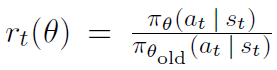 r_t(θ) = π_θ(a_t | s_t) / π_θ_old(a_t | s_t)